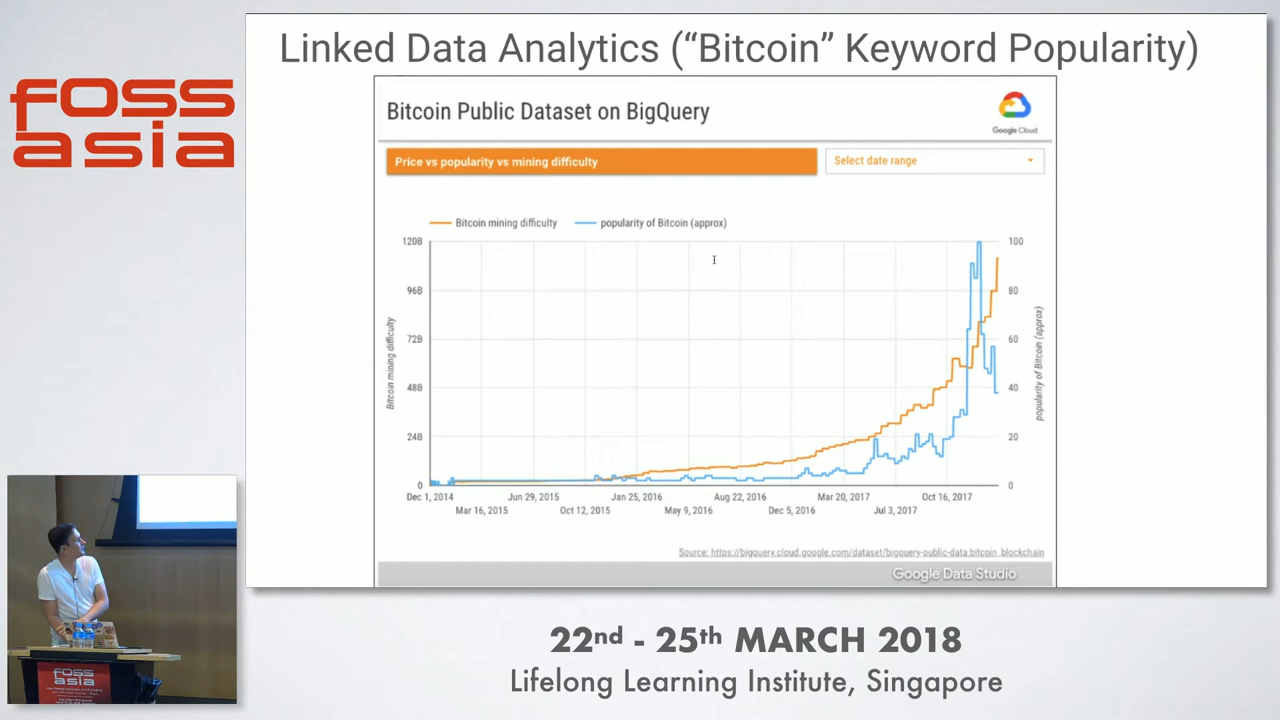 foss
asia
Linked Data Analytics (“Bitcoin” Keyword Popularity)
Bitcoin Public Dataset on BigQuery
Google Cloud
Price vs popularity vs mining difficulty
Select date range
Bitcoin mining difficulty
popularity of Bitcoin (approx)
120B
96B
72B
48B
24B
0
Bitcoin mining difficulty
100
80
60
40
20
0
popularity of Bitcoin (approx)
Dec 1, 2014
Jun 29, 2015
Jan 25, 2016
Aug 22, 2016
Mar 20, 2017
Oct 16, 2017
Mar 16, 2015
Oct 12, 2015
May 9, 2016
Dec 5, 2016
Jul 3, 2017
Source: https://bigquery.cloud.google.com/dataset/bigquery-public-data:bitcoin_blockchain
Google Data Studio
foss
asia
22nd - 25th MARCH 2018
Lifelong Learning Institute, Singapore